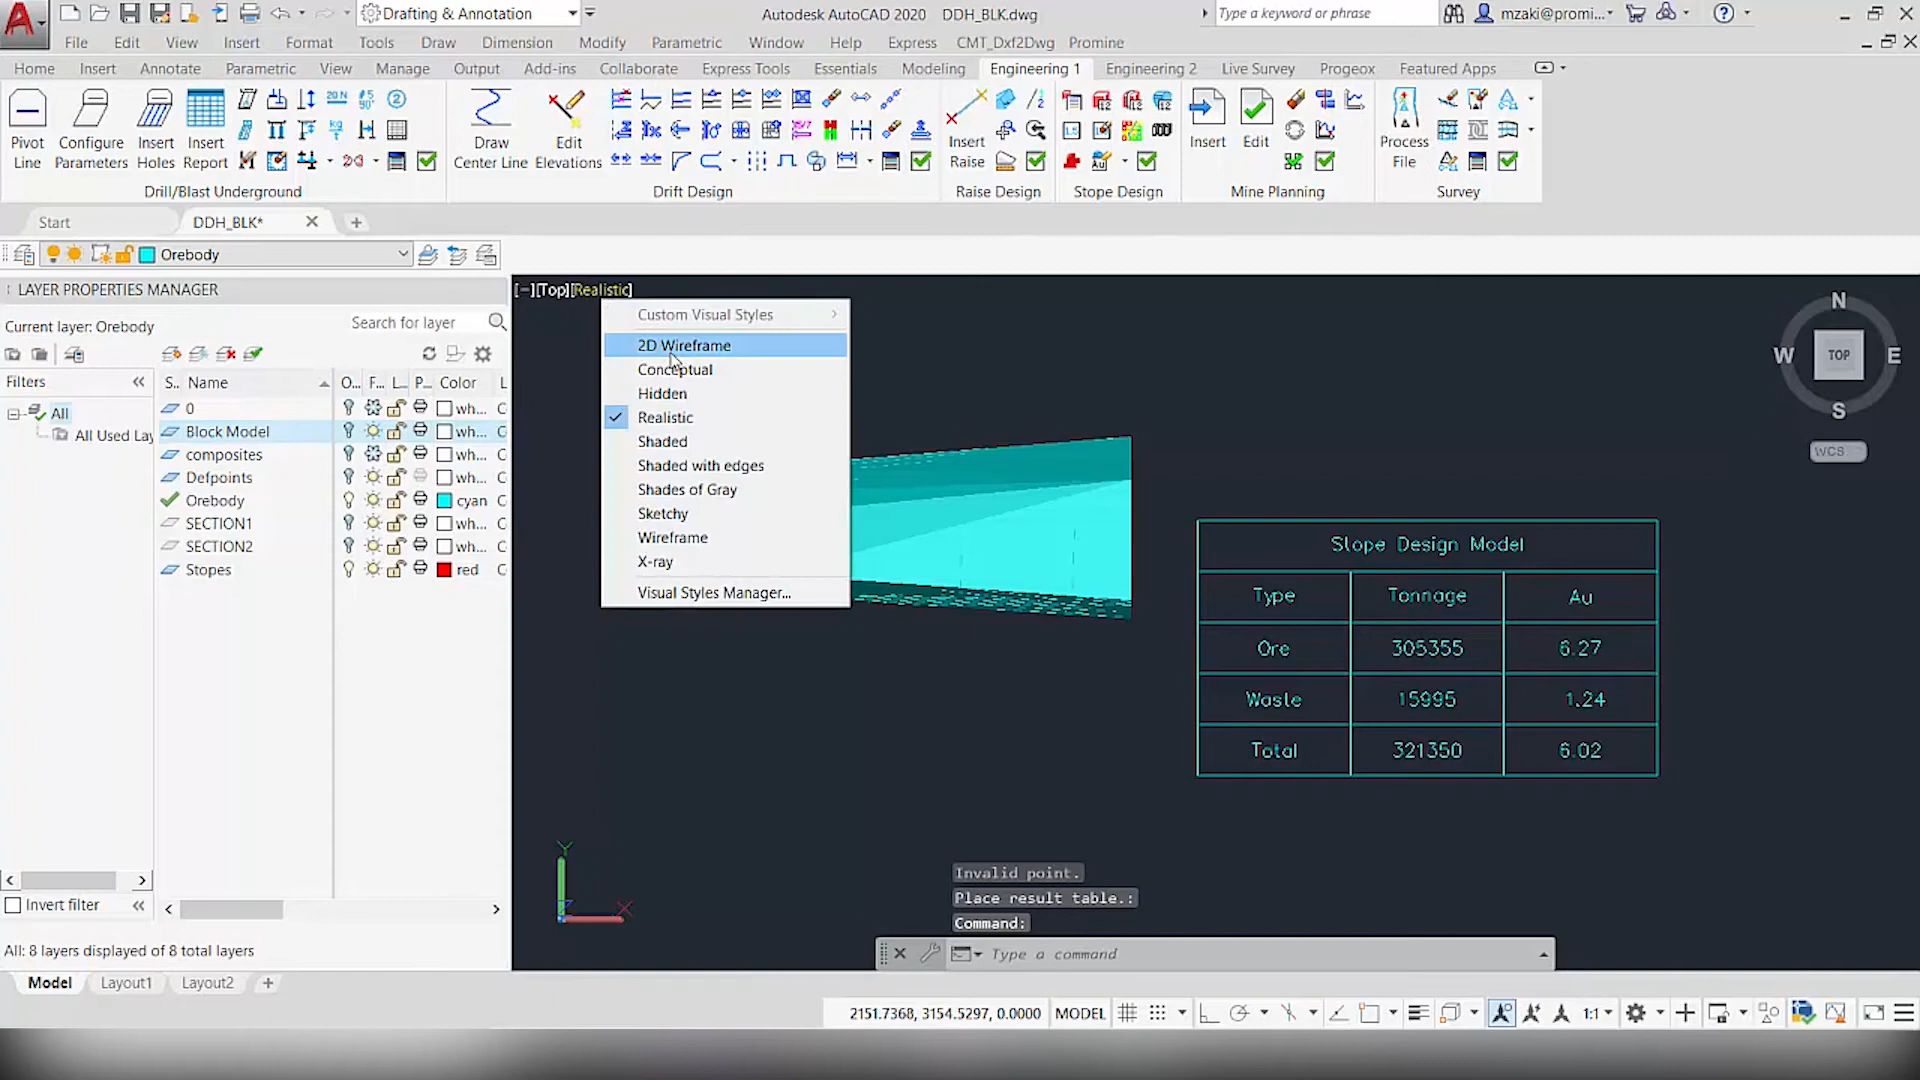 Drafting & Annotation
Autodesk AutoCAD 2020 DDH_BLK.dwg
Type a keyword or phrase
mzaki@promi...
File Edit View Insert Format Tools Draw Dimension Modify Parametric Window Help Express CMT_Dxf2Dwg Promine
Home Insert Annotate Parametric View Manage Output Add-ins Collaborate Express Tools Essentials Modeling Engineering 1 Engineering 2 Live Survey Progeox Featured Apps
Pivot Line
Configure Parameters
Insert Holes
Insert Report
Draw Center Line
Edit Elevations
Insert Raise
Insert
Edit
Process File
Drill/Blast Underground
Drift Design
Raise Design
Stope Design
Mine Planning
Survey
Start
DDH_BLK*
Orebody
LAYER PROPERTIES MANAGER
Current layer: Orebody
Search for layer
Filters
S.. Name O... F... L... P... Color L
All
All Used Lay
0 wh... C
Block Model wh... C
composites wh... C
Defpoints wh... C
Orebody cyan C
SECTION1 wh... C
SECTION2 wh... C
Stopes red C
Invert filter
All: 8 layers displayed of 8 total layers
[−][Top][Realistic]
Custom Visual Styles
2D Wireframe
Conceptual
Hidden
Realistic
Shaded
Shaded with edges
Shades of Gray
Sketchy
Wireframe
X-ray
Visual Styles Manager...
N
W TOP E
S
WCS
Slope Design Model
Type Tonnage Au
Ore 305355 6.27
Waste 15995 1.24
Total 321350 6.02
Y
X
Invalid point.
Place result table.:
Command:
Type a command
Model Layout1 Layout2
2151.7368, 3154.5297, 0.0000 MODEL
1:1